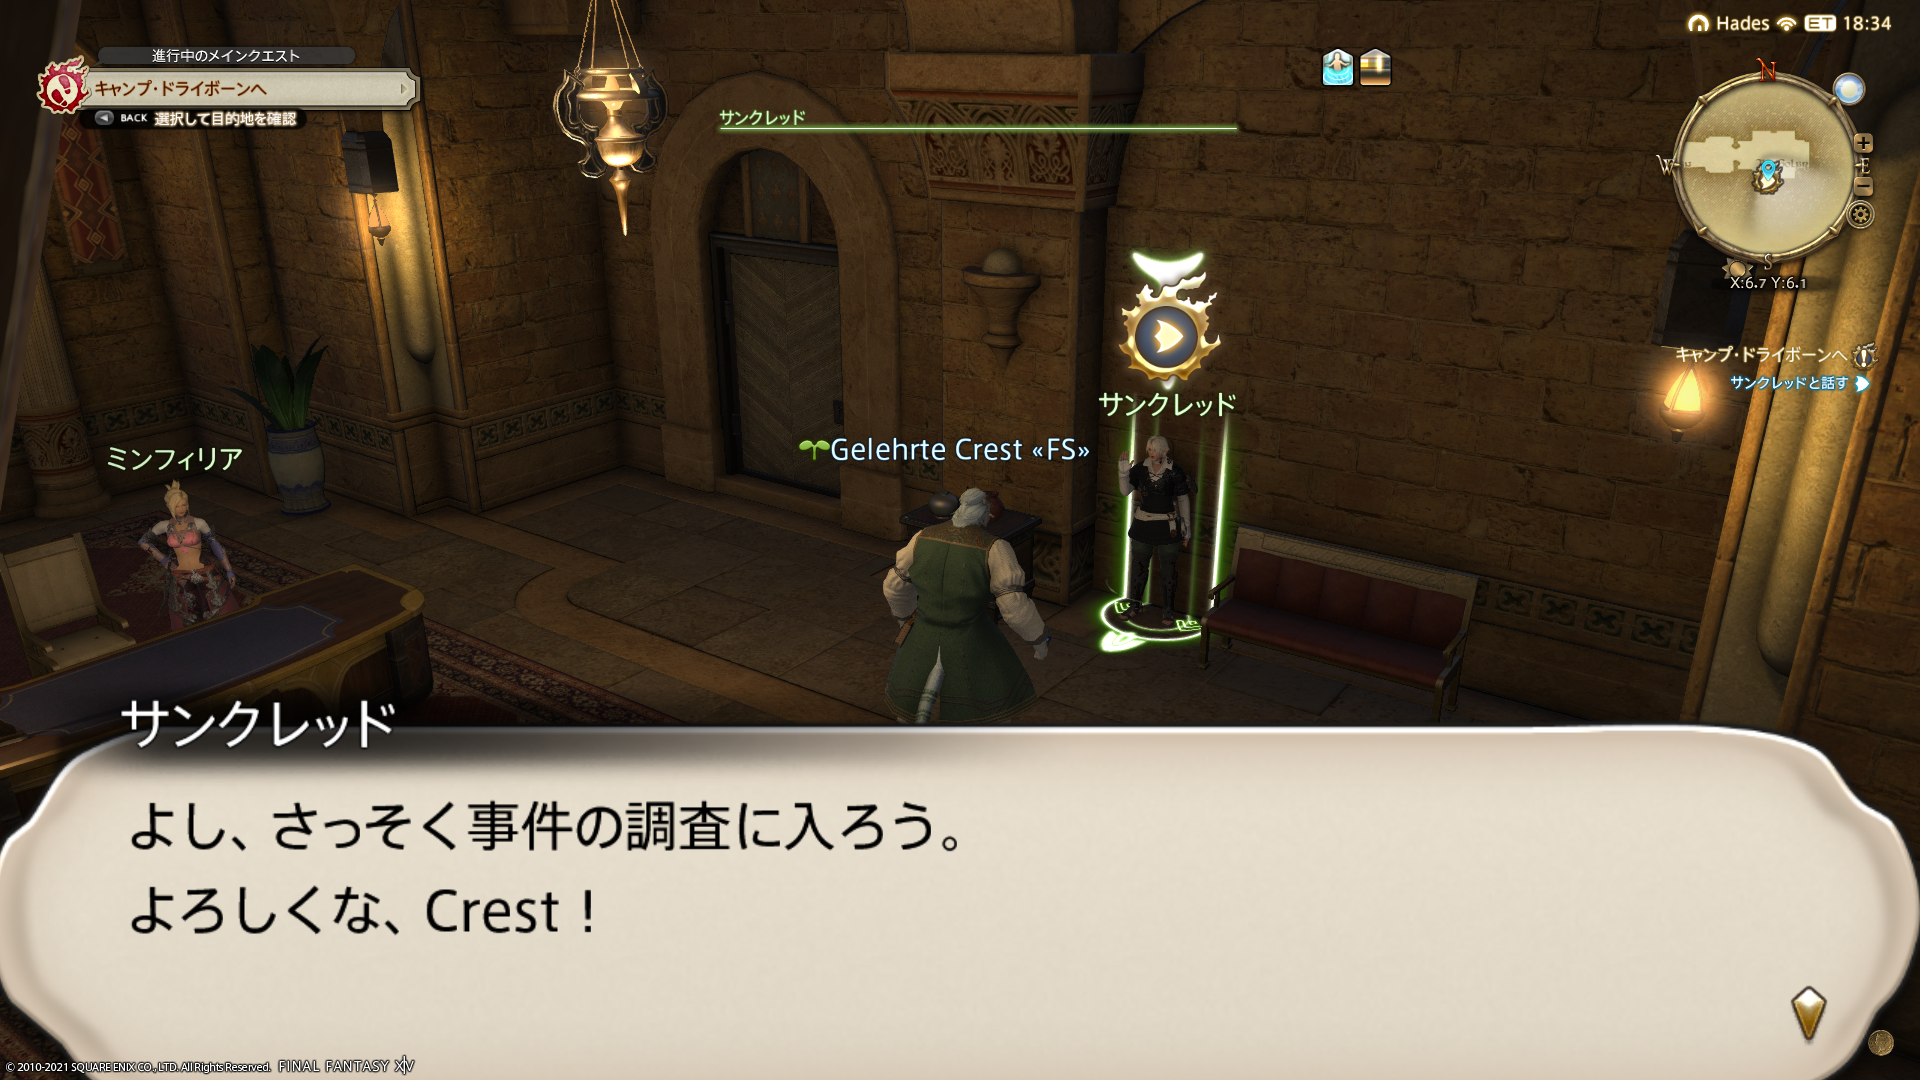 進行中のメインクエスト
キャンプ・ドライボーンへ
BACK 選択して目的地を確認
サンクレッド
Hades ET 18:34
N
W
E
S
X:6.7 Y:6.1
キャンプ・ドライボーンへ
サンクレッドと話す
サンクレッド
Gelehrte Crest «FS»
ミンフィリア
サンクレッド
よし、さっそく事件の調査に入ろう。
よろしくな、Crest！
© 2010-2021 SQUARE ENIX CO., LTD. All Rights Reserved. FINAL FANTASY XIV